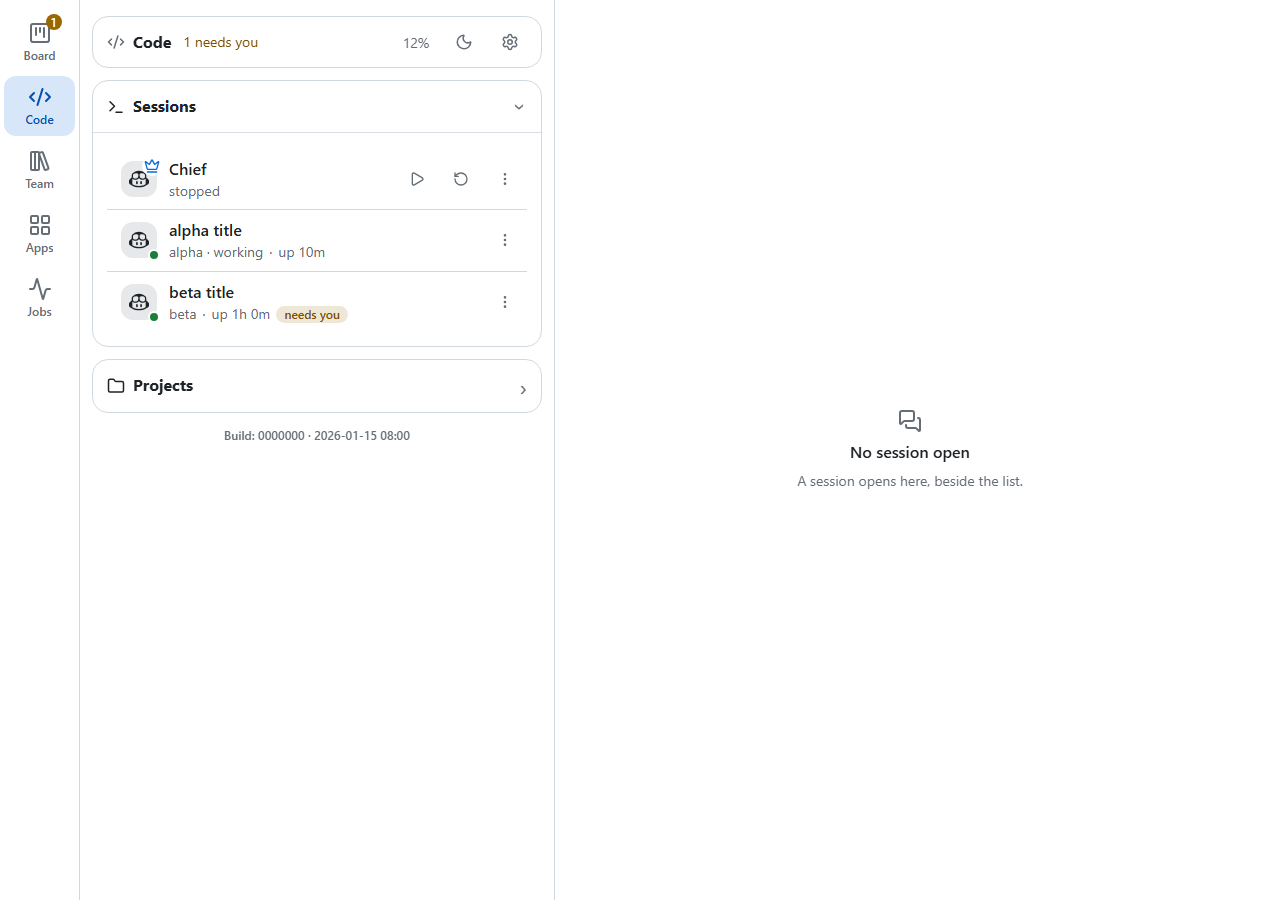 1
Board
Code
Team
Apps
Jobs
Code 1 needs you 12%
Sessions
Chief
stopped
alpha title
alpha · working · up 10m
beta title
beta · up 1h 0m needs you
Projects
Build: 0000000 · 2026-01-15 08:00
No session open
A session opens here, beside the list.